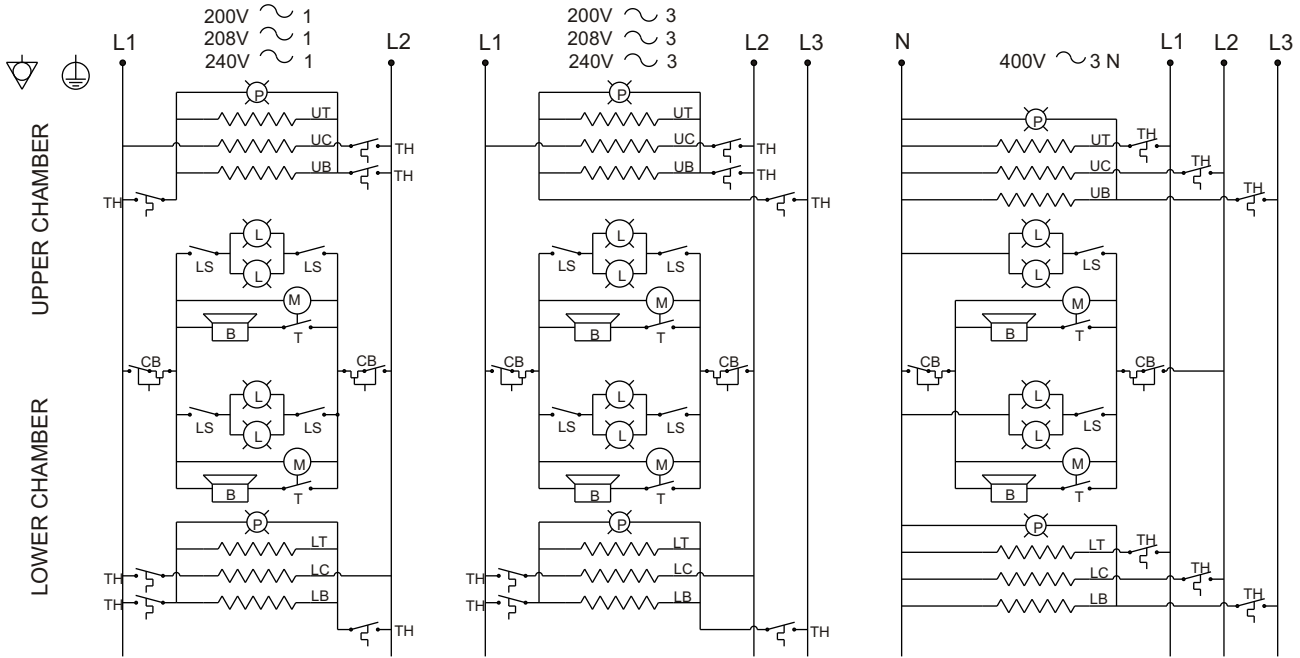 UPPER CHAMBER
LOWER CHAMBER
200V 1
208V 1
240V 1
L1 L2
P
UT
UC TH
UB TH
TH
L
LS LS
L
M
B T
CB CB
L
LS LS
L
M
B T
P
LT
TH LC
TH LB
TH
200V 3
208V 3
240V 3
L1 L2 L3
P
UT
UC TH
UB TH
TH
L
LS LS
L
M
B T
CB CB
L
LS LS
L
M
B T
P
LT
TH LC
TH LB
TH
400V 3 N
N L1 L2 L3
P
UT TH
UC TH
UB TH
L
LS
L
M
B T
CB CB
L
LS
L
M
B T
P
LT TH
LC TH
LB TH